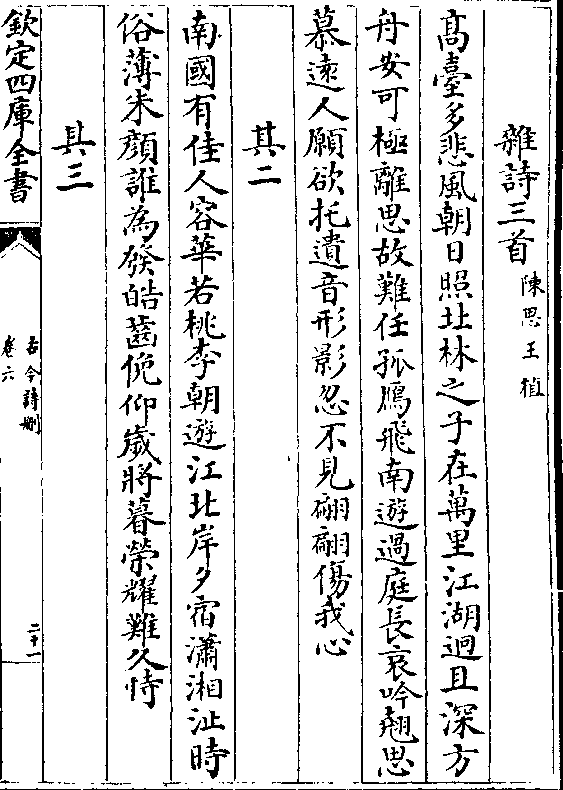 雜詩三首 陳思王植
髙臺多悲風朝日照北林之子在萬里江湖迥且深方
舟安可極離思故難任孤鴈飛南遊過庭長哀吟翹思
慕逺人願欲托遺音形影忽不見翩翩傷我心
其二
南國有佳人容華若桃李朝遊江北岸夕宿瀟湘沚時
俗薄朱顔誰為發皓齒俛仰歲將暮榮耀難久恃
其三
欽定四庫全書
古今詩刪
卷六
二十一